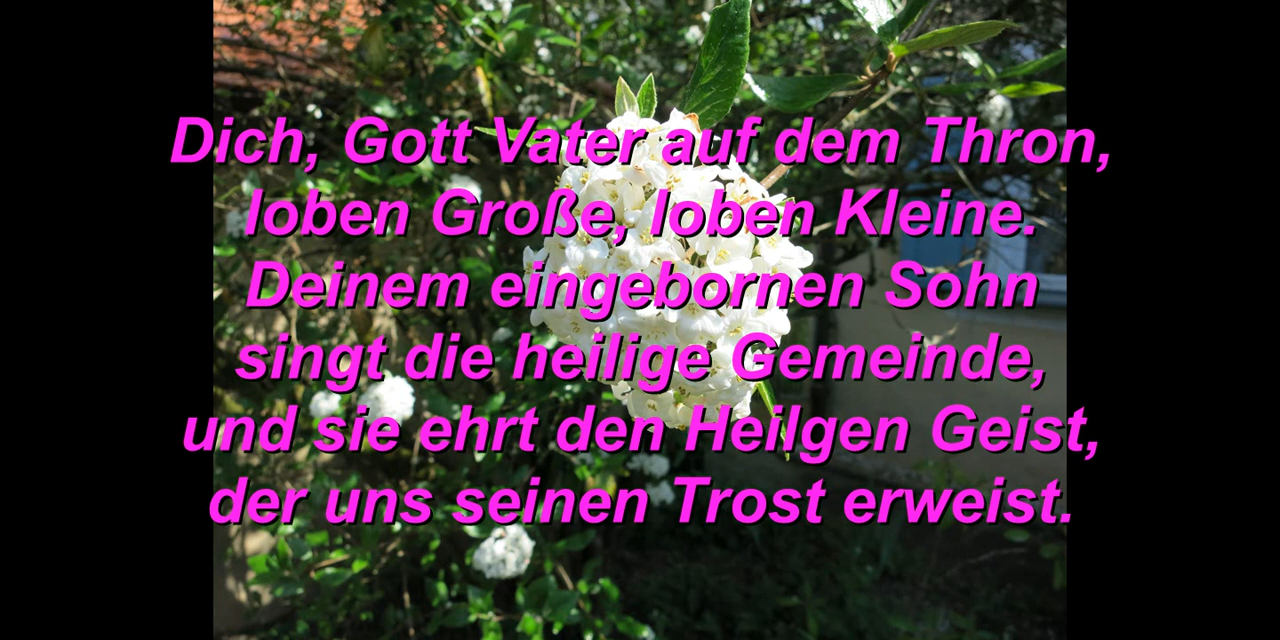 Dich, Gott Vater auf dem Thron,
loben Große, loben Kleine.
Deinem eingebornen Sohn
singt die heilige Gemeinde,
und sie ehrt den Heilgen Geist,
der uns seinen Trost erweist.